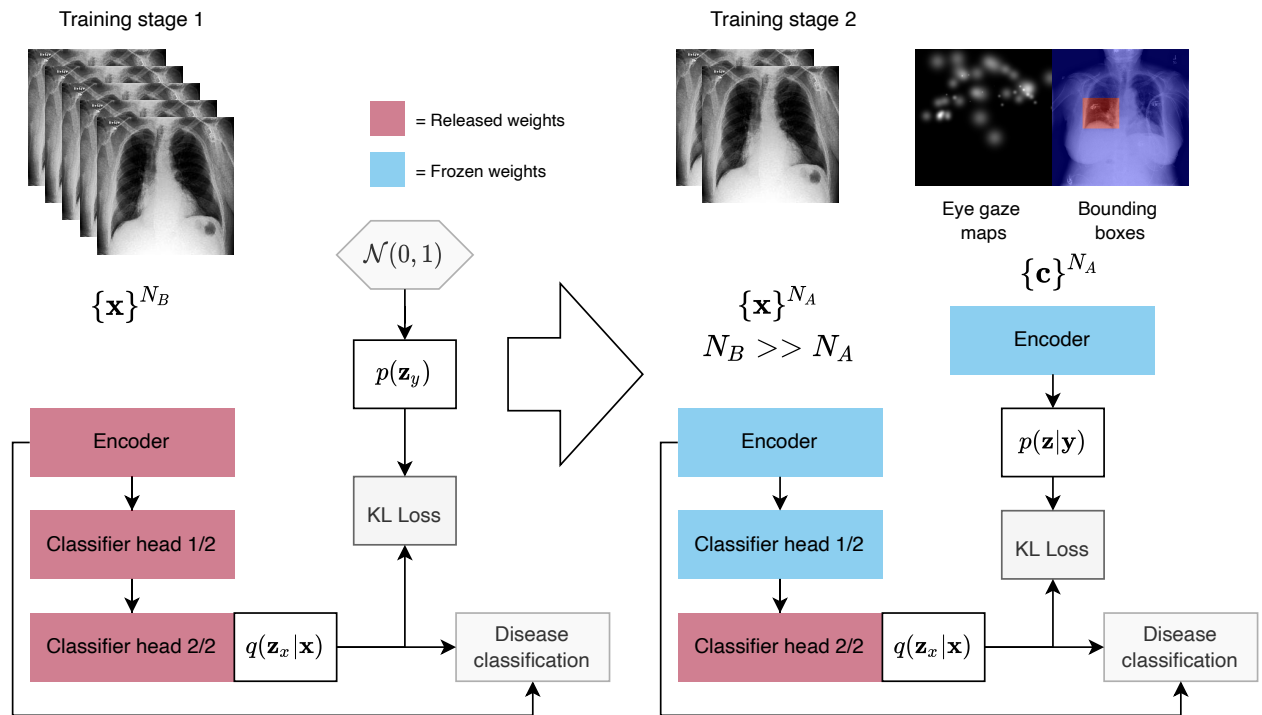 Training stage 1
= Released weights
= Frozen weights
𝒩(0, 1)
{x}^{N_B}
p(z_y)
Encoder
KL Loss
Classifier head 1/2
Classifier head 2/2
q(z_x|x)
Disease
classification
Training stage 2
Eye gaze
maps
Bounding
boxes
{c}^{N_A}
{x}^{N_A}
N_B >> N_A
Encoder
Encoder
p(z|y)
Classifier head 1/2
KL Loss
Classifier head 2/2
q(z_x|x)
Disease
classification